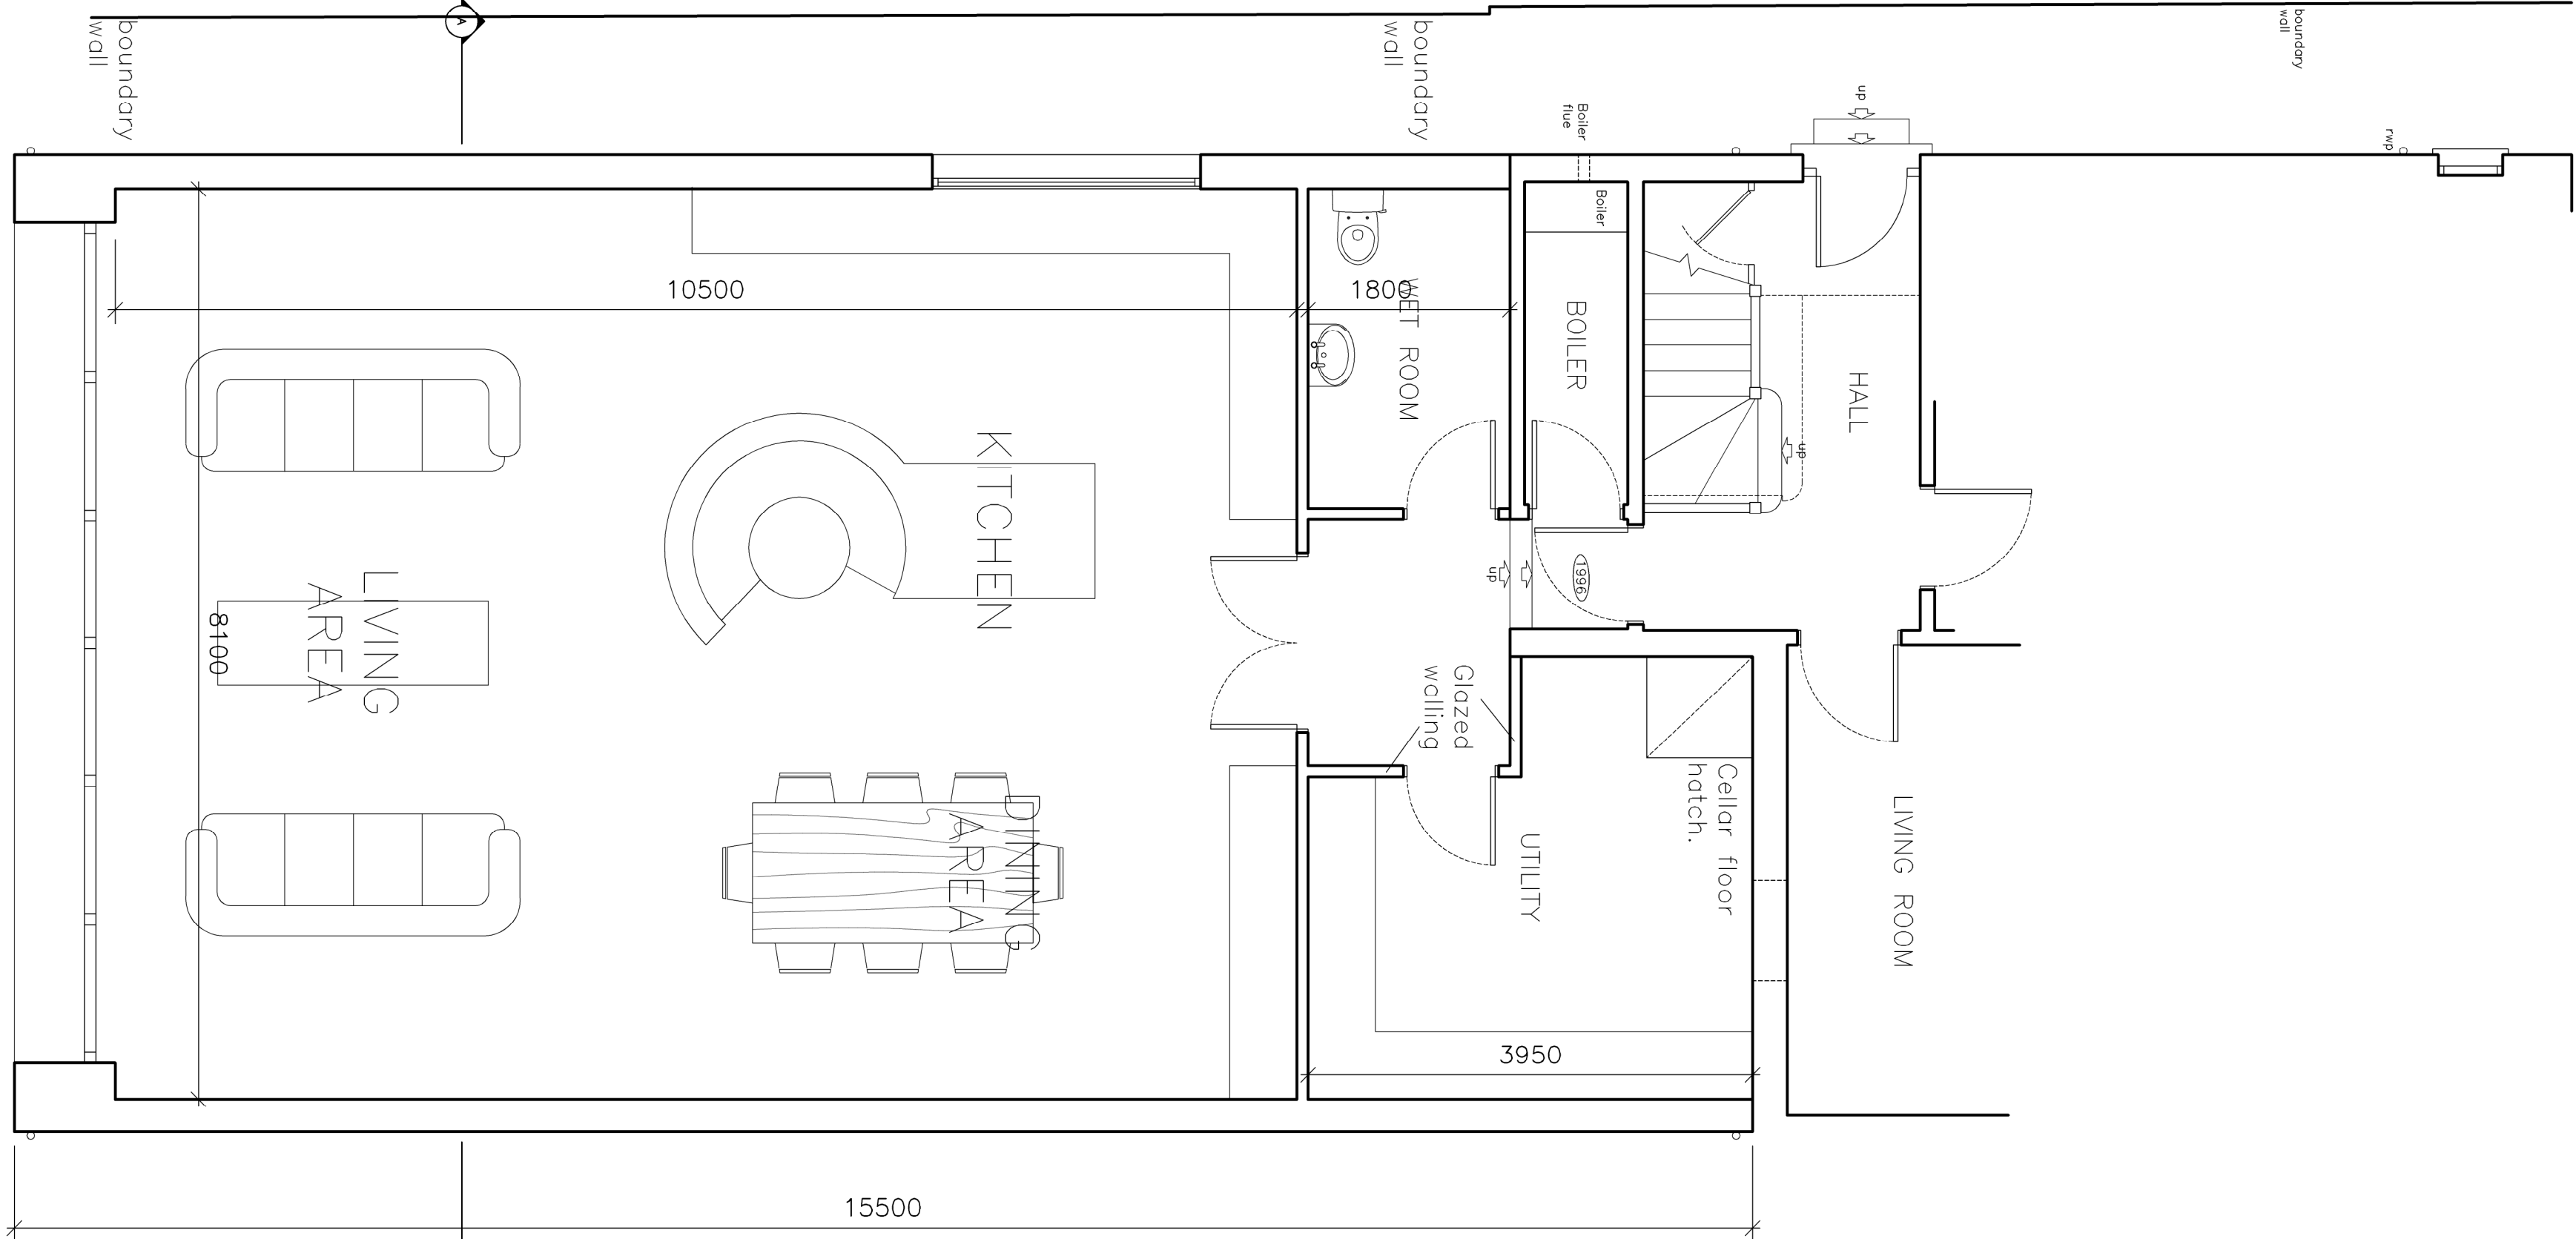 boundary
wall
A
boundary
wall
boundary
wall
up
Boiler
flue
rwp
Boiler
10500
1800
WET ROOM
BOILER
HALL
up
KITCHEN
up
1996
LIVING
AREA
8100
Glazed
walling
Cellar floor
hatch.
DINING
AREA
UTILITY
LIVING ROOM
3950
15500